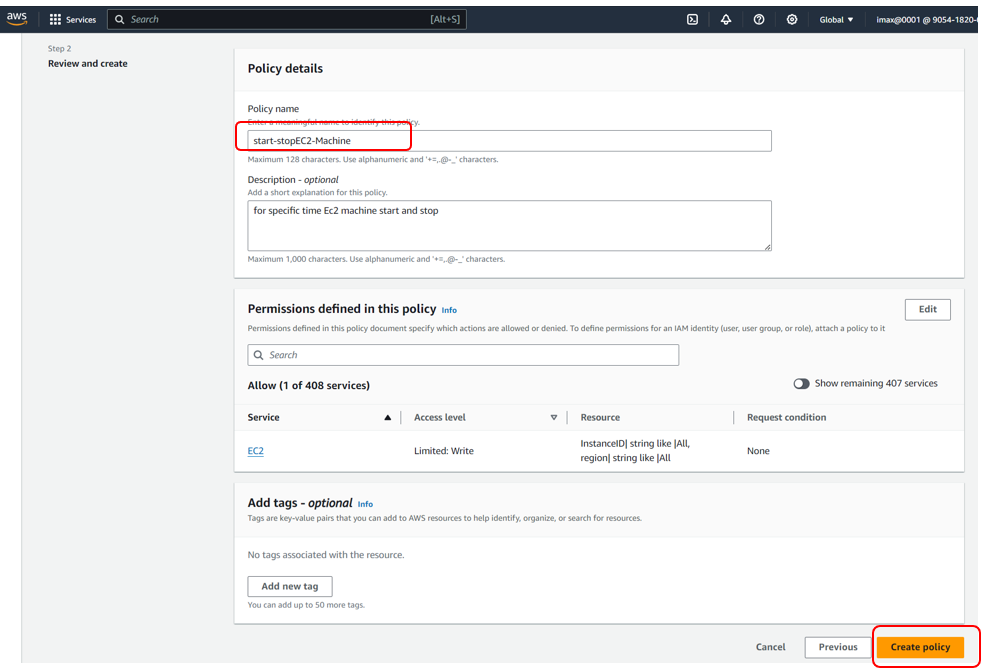 aws
Services
Search
[Alt+S]
Global ▼
imax@0001 @ 9054-1820-
Step 2
Review and create
Policy details
Policy name
Enter a meaningful name to identify this policy.
start-stopEC2-Machine
Maximum 128 characters. Use alphanumeric and '+=,.@-_' characters.
Description - optional
Add a short explanation for this policy.
for specific time Ec2 machine start and stop
Maximum 1,000 characters. Use alphanumeric and '+=,.@-_' characters.
Permissions defined in this policy Info
Edit
Permissions defined in this policy document specify which actions are allowed or denied. To define permissions for an IAM identity (user, user group, or role), attach a policy to it
Search
Allow (1 of 408 services)
Show remaining 407 services
Service
Access level
Resource
Request condition
EC2
Limited: Write
InstanceID| string like |All,
region| string like |All
None
Add tags - optional Info
Tags are key-value pairs that you can add to AWS resources to help identify, organize, or search for resources.
No tags associated with the resource.
Add new tag
You can add up to 50 more tags.
Cancel
Previous
Create policy